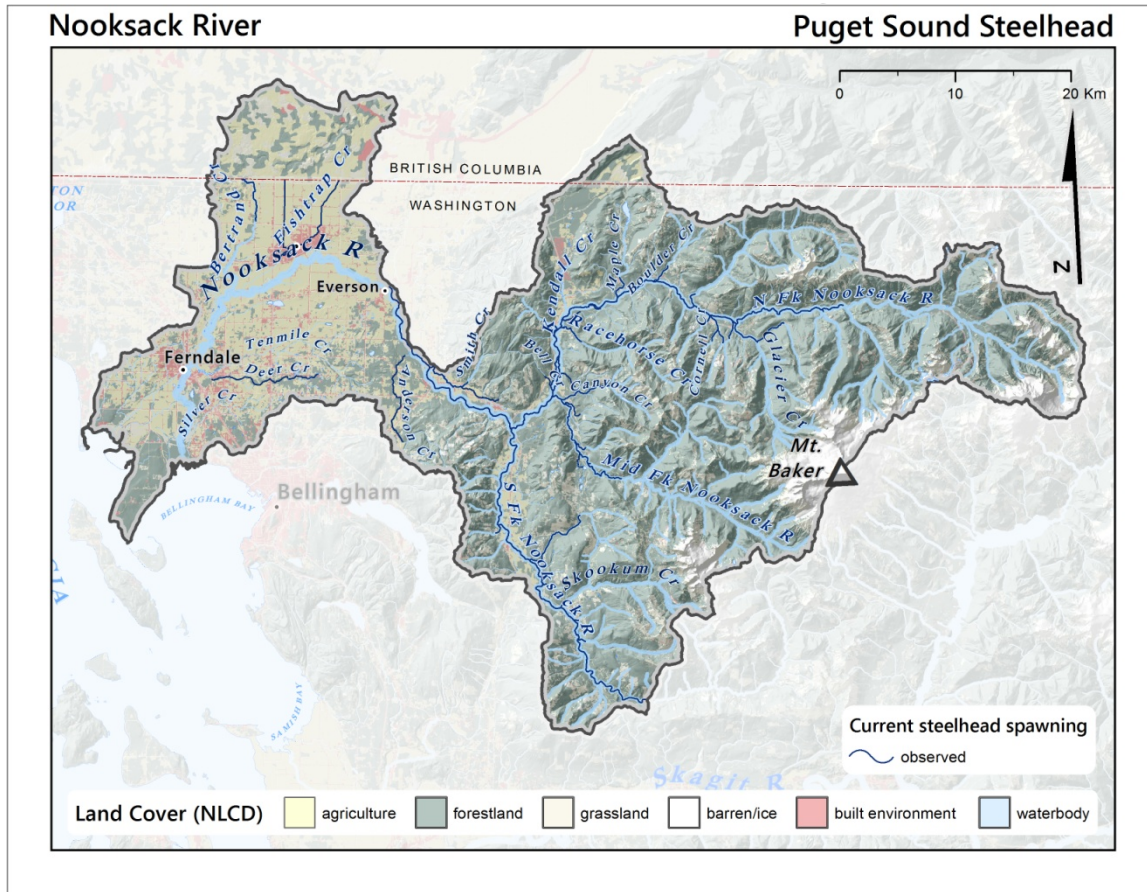 Nooksack River
Puget Sound Steelhead
0 10 20 Km
N
BRITISH COLUMBIA
WASHINGTON
Bertrand Cr
Fishtrap Cr
Nooksack R
Everson
Ferndale
Tenmile Cr
Deer Cr
Silver Cr
Anderson Cr
Smith Cr
Kendall Cr
Maple Cr
Boulder Cr
Racehorse Cr
Bell Cr
Canyon Cr
Cornell Cr
N Fk Nooksack R
Glacier Cr
Mt.
Baker
Mid Fk Nooksack R
S Fk Nooksack R
Skookum Cr
BELLINGHAM BAY
Bellingham
SAMISH BAY
GIA
TON
OR
Skagit R
Current steelhead spawning
observed
Land Cover (NLCD) agriculture forestland grassland barren/ice built environment waterbody